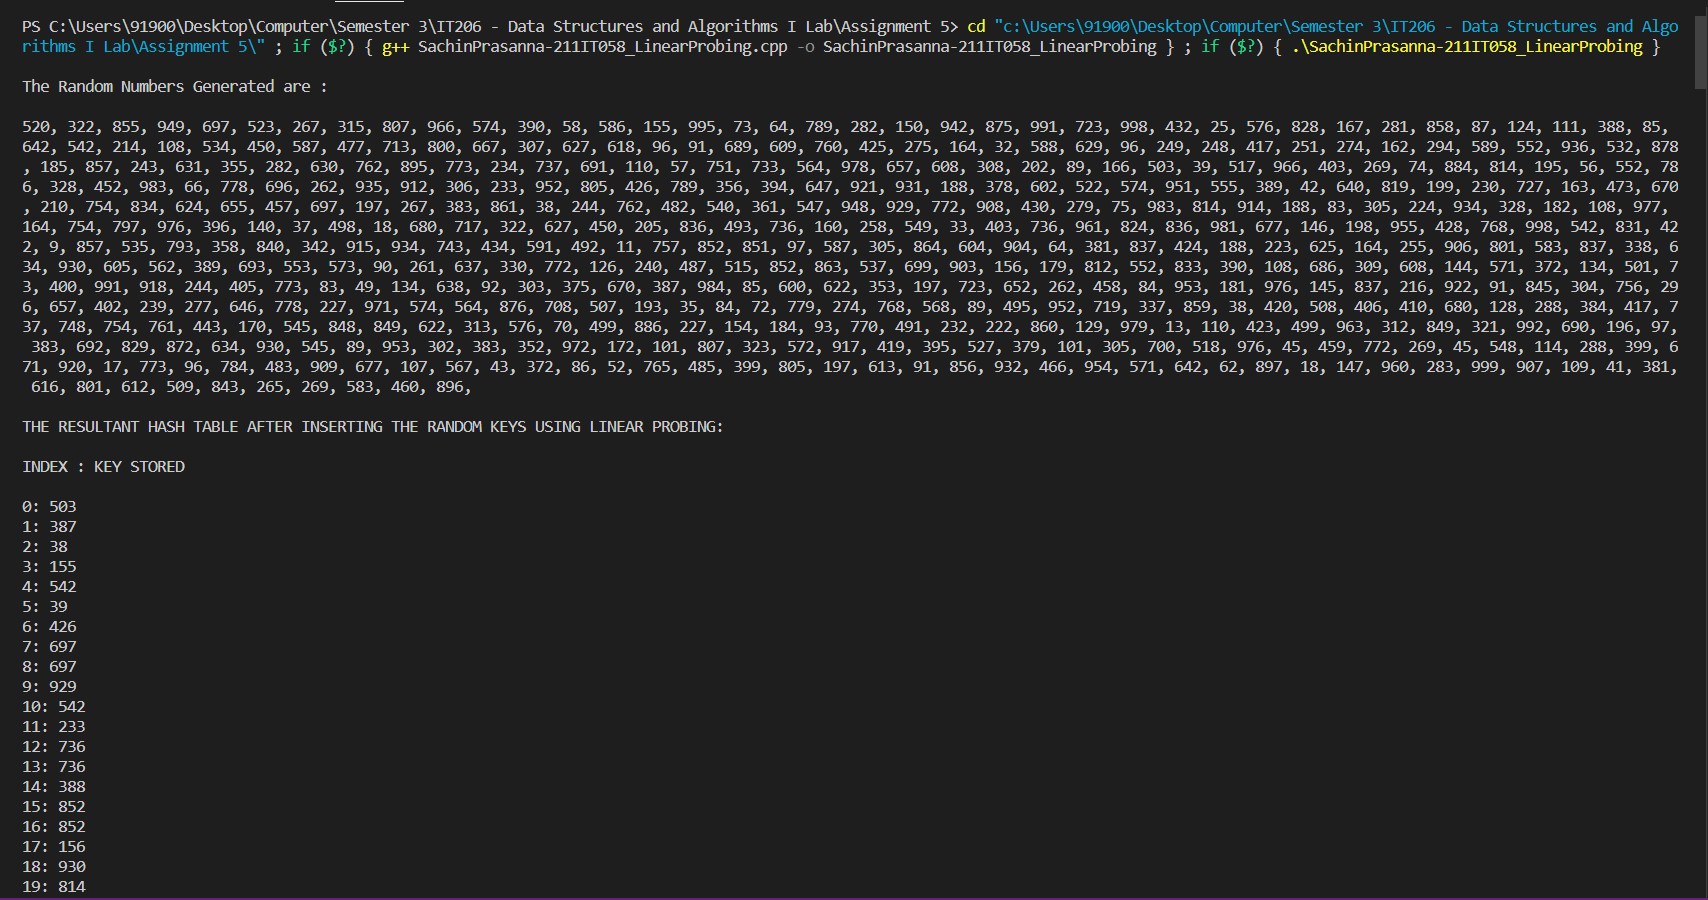 PS C:\Users\91900\Desktop\Computer\Semester 3\IT206 - Data Structures and Algorithms I Lab\Assignment 5> cd "c:\Users\91900\Desktop\Computer\Semester 3\IT206 - Data Structures and Algo
rithms I Lab\Assignment 5\" ; if ($?) { g++ SachinPrasanna-211IT058_LinearProbing.cpp -o SachinPrasanna-211IT058_LinearProbing } ; if ($?) { .\SachinPrasanna-211IT058_LinearProbing }
The Random Numbers Generated are :
520, 322, 855, 949, 697, 523, 267, 315, 807, 966, 574, 390, 58, 586, 155, 995, 73, 64, 789, 282, 150, 942, 875, 991, 723, 998, 432, 25, 576, 828, 167, 281, 858, 87, 124, 111, 388, 85,
642, 542, 214, 108, 534, 450, 587, 477, 713, 800, 667, 307, 627, 618, 96, 91, 689, 609, 760, 425, 275, 164, 32, 588, 629, 96, 249, 248, 417, 251, 274, 162, 294, 589, 552, 936, 532, 878
, 185, 857, 243, 631, 355, 282, 630, 762, 895, 773, 234, 737, 691, 110, 57, 751, 733, 564, 978, 657, 608, 308, 202, 89, 166, 503, 39, 517, 966, 403, 269, 74, 884, 814, 195, 56, 552, 78
6, 328, 452, 983, 66, 778, 696, 262, 935, 912, 306, 233, 952, 805, 426, 789, 356, 394, 647, 921, 931, 188, 378, 602, 522, 574, 951, 555, 389, 42, 640, 819, 199, 230, 727, 163, 473, 670
, 210, 754, 834, 624, 655, 457, 697, 197, 267, 383, 861, 38, 244, 762, 482, 540, 361, 547, 948, 929, 772, 908, 430, 279, 75, 983, 814, 914, 188, 83, 305, 224, 934, 328, 182, 108, 977,
164, 754, 797, 976, 396, 140, 37, 498, 18, 680, 717, 322, 627, 450, 205, 836, 493, 736, 160, 258, 549, 33, 403, 736, 961, 824, 836, 981, 677, 146, 198, 955, 428, 768, 998, 542, 831, 42
2, 9, 857, 535, 793, 358, 840, 342, 915, 934, 743, 434, 591, 492, 11, 757, 852, 851, 97, 587, 305, 864, 604, 904, 64, 381, 837, 424, 188, 223, 625, 164, 255, 906, 801, 583, 837, 338, 6
34, 930, 605, 562, 389, 693, 553, 573, 90, 261, 637, 330, 772, 126, 240, 487, 515, 852, 863, 537, 699, 903, 156, 179, 812, 552, 833, 390, 108, 686, 309, 608, 144, 571, 372, 134, 501, 7
3, 400, 991, 918, 244, 405, 773, 83, 49, 134, 638, 92, 303, 375, 670, 387, 984, 85, 600, 622, 353, 197, 723, 652, 262, 458, 84, 953, 181, 976, 145, 837, 216, 922, 91, 845, 304, 756, 29
6, 657, 402, 239, 277, 646, 778, 227, 971, 574, 564, 876, 708, 507, 193, 35, 84, 72, 779, 274, 768, 568, 89, 495, 952, 719, 337, 859, 38, 420, 508, 406, 410, 680, 128, 288, 384, 417, 7
37, 748, 754, 761, 443, 170, 545, 848, 849, 622, 313, 576, 70, 499, 886, 227, 154, 184, 93, 770, 491, 232, 222, 860, 129, 979, 13, 110, 423, 499, 963, 312, 849, 321, 992, 690, 196, 97,
383, 692, 829, 872, 634, 930, 545, 89, 953, 302, 383, 352, 972, 172, 101, 807, 323, 572, 917, 419, 395, 527, 379, 101, 305, 700, 518, 976, 45, 459, 772, 269, 45, 548, 114, 288, 399, 6
71, 920, 17, 773, 96, 784, 483, 909, 677, 107, 567, 43, 372, 86, 52, 765, 485, 399, 805, 197, 613, 91, 856, 932, 466, 954, 571, 642, 62, 897, 18, 147, 960, 283, 999, 907, 109, 41, 381,
616, 801, 612, 509, 843, 265, 269, 583, 460, 896,
THE RESULTANT HASH TABLE AFTER INSERTING THE RANDOM KEYS USING LINEAR PROBING:
INDEX : KEY STORED
0: 503
1: 387
2: 38
3: 155
4: 542
5: 39
6: 426
7: 697
8: 697
9: 929
10: 542
11: 233
12: 736
13: 736
14: 388
15: 852
16: 852
17: 156
18: 930
19: 814